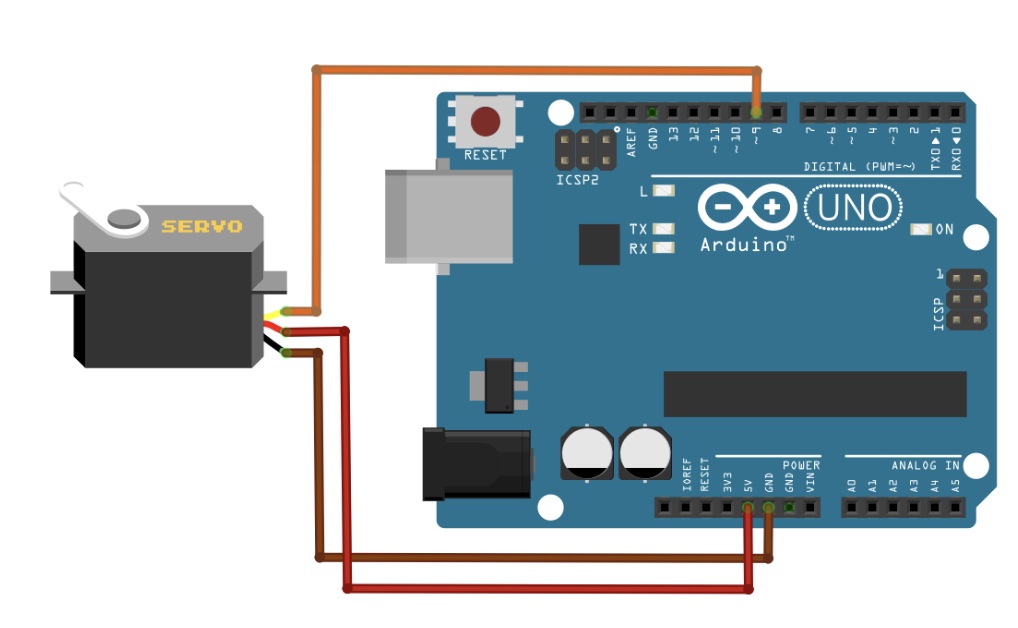 RESET
ICSP2
AREF
GND
13
12
~11
~10
~9
8
7
~6
~5
4
~3
2
TX0▶1
RX0◀0
DIGITAL (PWM=~)
L
TX
RX
UNO
Arduino™
ON
SERVO
1
ICSP
POWER
ANALOG IN
IOREF
RESET
3V3
5V
GND
GND
VIN
A0
A1
A2
A3
A4
A5